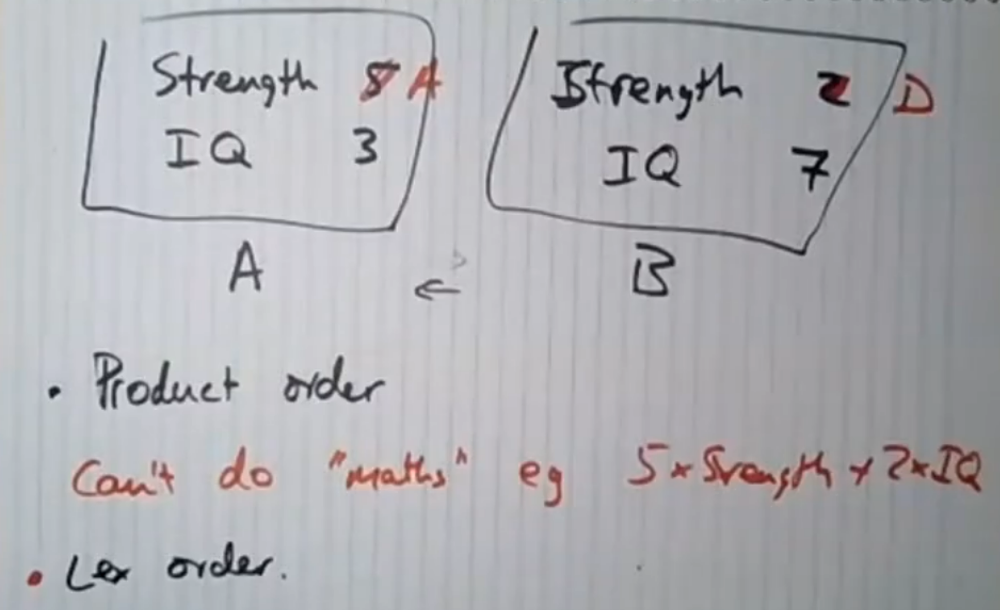 Strength 8 A
IQ 3
A
Strength 2 D
IQ 7
B
←
• Product order
Can't do "maths" eg 5 × Strength + 2 × IQ
• Lex order.